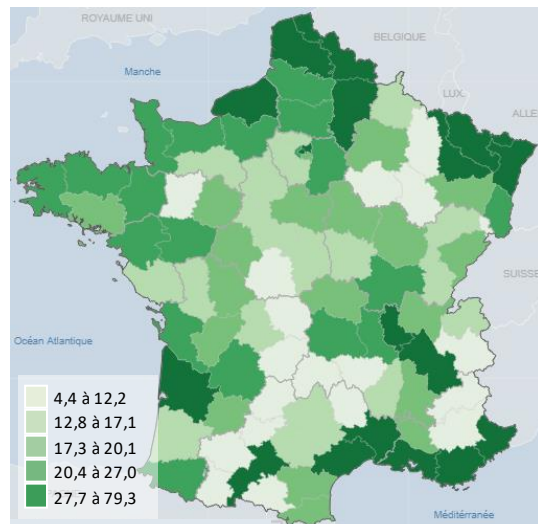 ROYAUME UNI
BELGIQUE
Manche
LUX.
ALLE
SUISSE
Océan Atlantique
4,4 à 12,2
12,8 à 17,1
17,3 à 20,1
20,4 à 27,0
27,7 à 79,3
Méditérranée